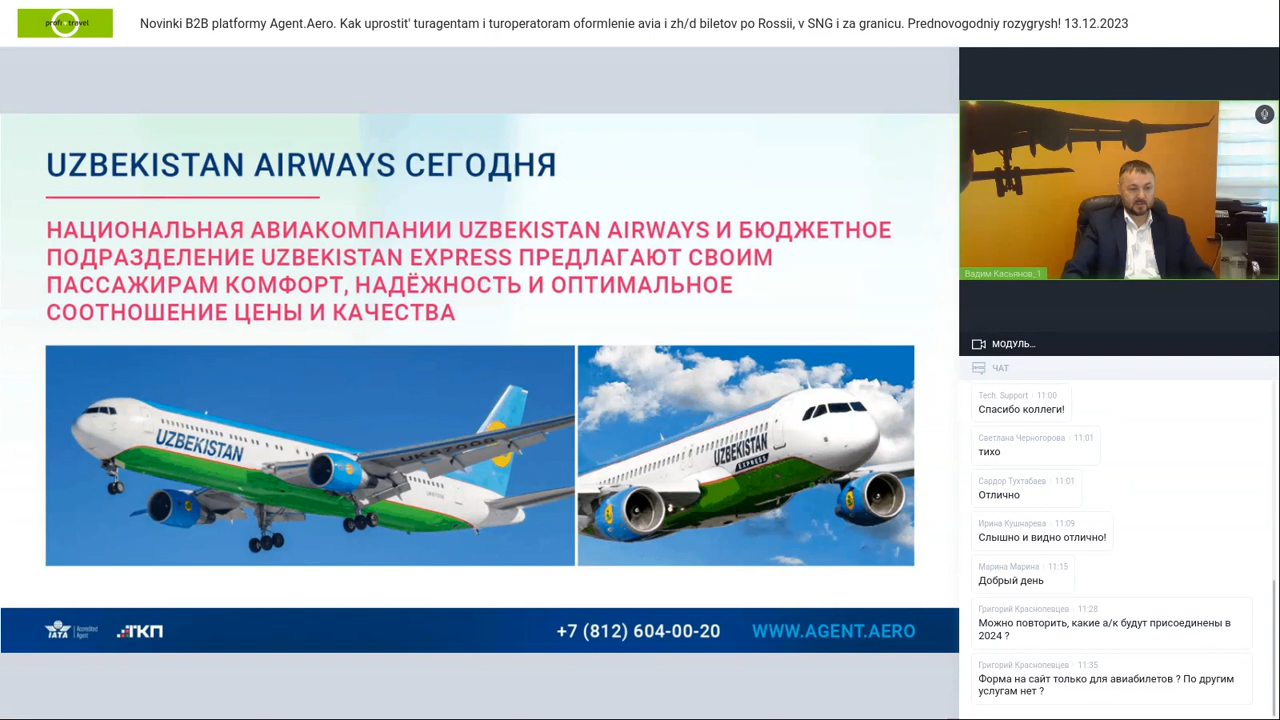 profi travel
Novinki B2B platformy Agent.Aero. Kak uprostit' turagentam i turoperatoram oformlenie avia i zh/d biletov po Rossii, v SNG i za granicu. Prednovogodniy rozygrysh! 13.12.2023
UZBEKISTAN AIRWAYS СЕГОДНЯ
НАЦИОНАЛЬНАЯ АВИАКОМПАНИИ UZBEKISTAN AIRWAYS И БЮДЖЕТНОЕ
ПОДРАЗДЕЛЕНИЕ UZBEKISTAN EXPRESS ПРЕДЛАГАЮТ СВОИМ
ПАССАЖИРАМ КОМФОРТ, НАДЁЖНОСТЬ И ОПТИМАЛЬНОЕ
СООТНОШЕНИЕ ЦЕНЫ И КАЧЕСТВА
UZBEKISTAN
UZBEKISTAN
EXPRESS
IATA
Accredited
Agent
ТКП
+7 (812) 604-00-20
WWW.AGENT.AERO
Вадим Касьянов_1
МОДУЛЬ...
ЧАТ
Tech. Support 11:00
Спасибо коллеги!
Светлана Черногорова 11:01
тихо
Сардор Тухтабаев 11:01
Отлично
Ирина Кушнарева 11:09
Слышно и видно отлично!
Марина Марина 11:15
Добрый день
Григорий Краснопевцев 11:28
Можно повторить, какие а/к будут присоединены в
2024 ?
Григорий Краснопевцев 11:35
Форма на сайт только для авиабилетов ? По другим
услугам нет ?